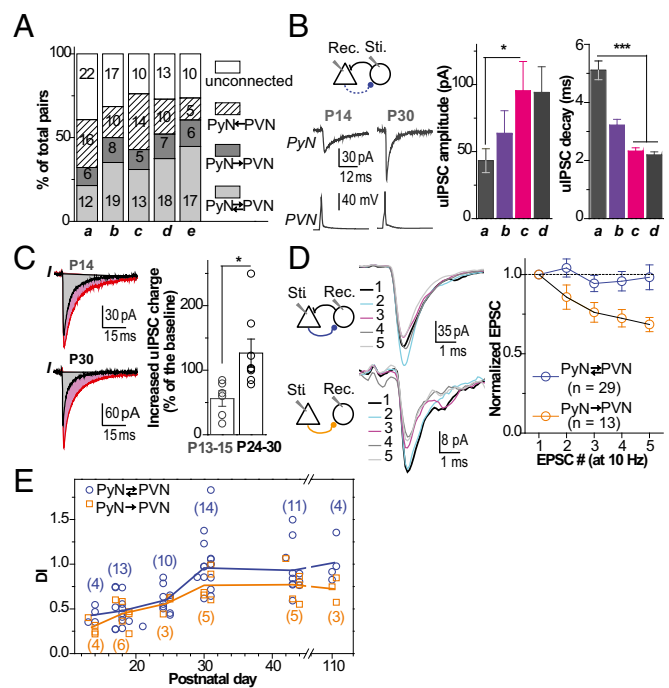 A
% of total pairs
100
50
0
22 17 10 13 10
unconnected
16 10 14 10 5
PyN←PVN
6 8 5 7 6
PyN→PVN
12 19 13 18 17
PyN⇄PVN
a b c d e
B
Rec. Sti.
P14 P30
PyN
30 pA
12 ms
40 mV
PVN
uIPSC amplitude (pA)
100
50
0
*
a b c d
uIPSC decay (ms)
6
4
2
0
***
a b c d
C
I
P14
30 pA
15 ms
I
P30
60 pA
15 ms
Increased uIPSC charge
(% of the baseline)
200
100
0
*
P13-15 P24-30
D
Sti. Rec.
1
2
3
4
5
35 pA
1 ms
Sti. Rec.
1
2
3
4
5
8 pA
1 ms
Normalized EPSC
1.0
0.5
0.0
PyN⇄PVN
(n = 29)
PyN→PVN
(n = 13)
1 2 3 4 5
EPSC # (at 10 Hz)
E
PyN⇄PVN
PyN→PVN
DI
1.5
1.0
0.5
0.0
(4) (13) (10) (14) (11) (4)
(4) (6) (3) (5) (5) (3)
20 30 40 110
Postnatal day